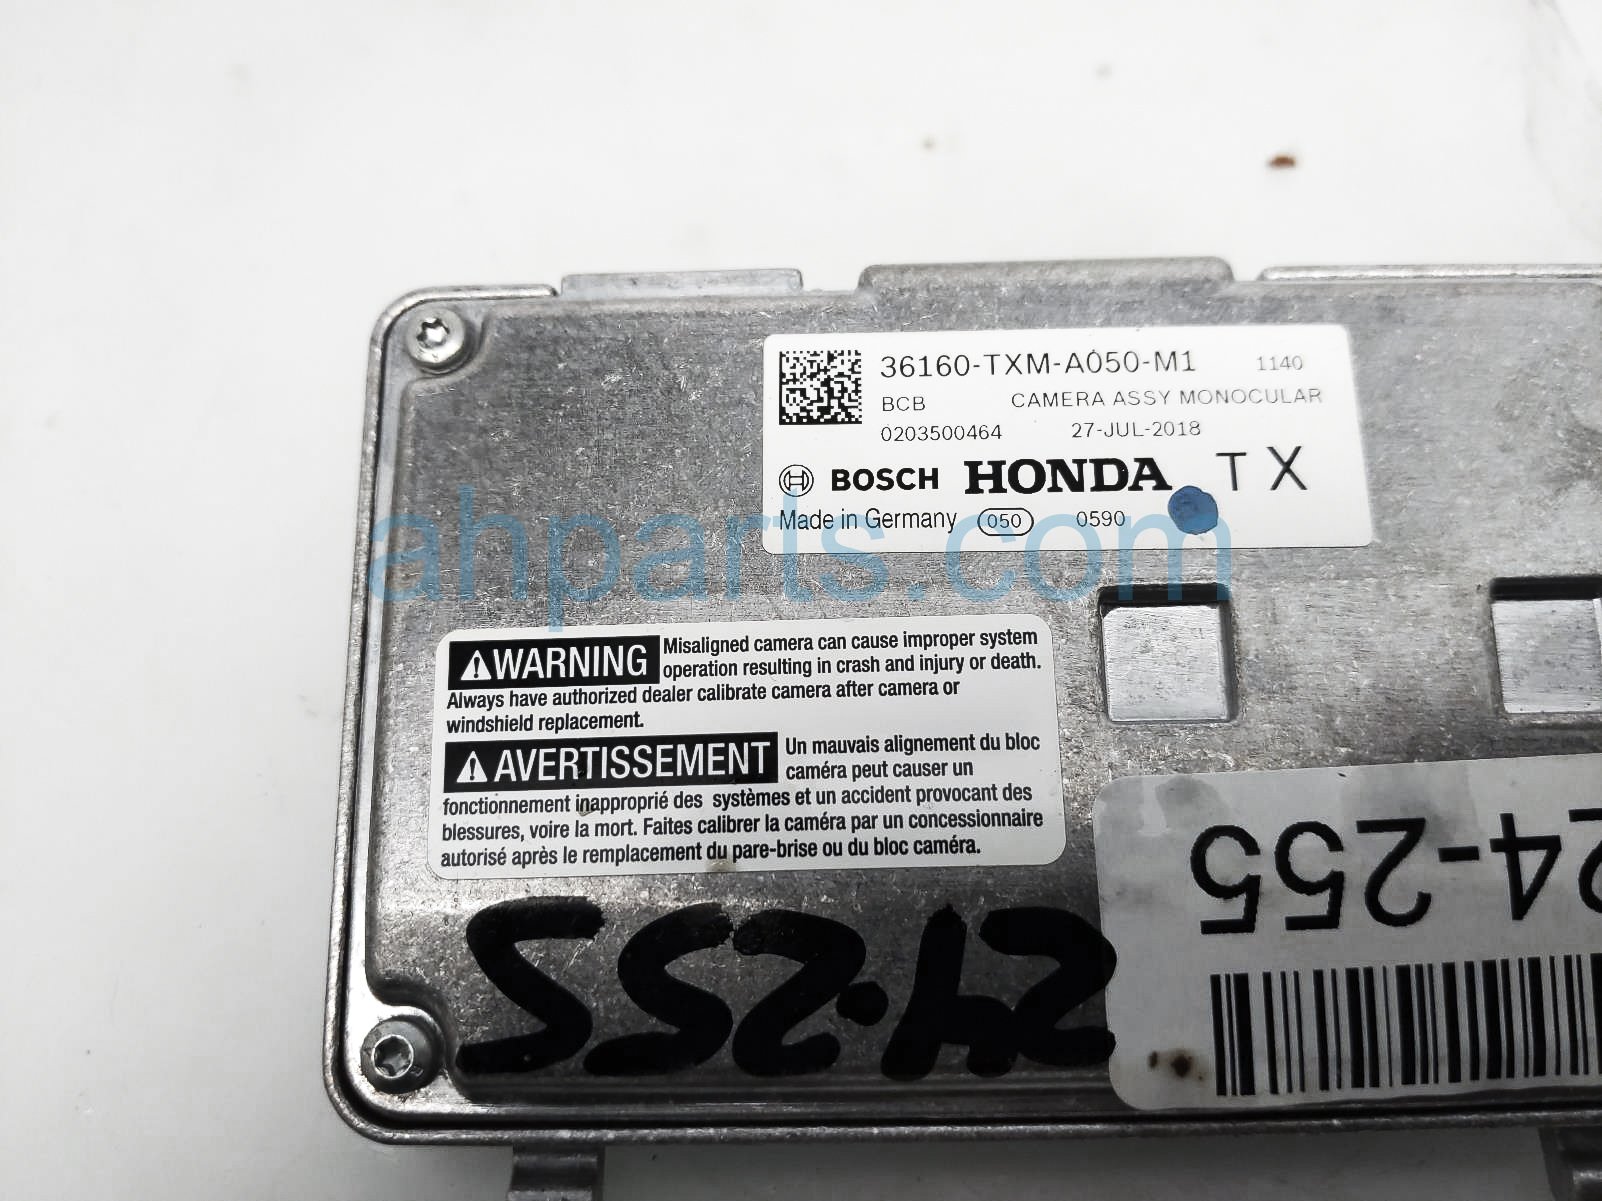 36160-TXM-A050-M1 1140
BCB CAMERA ASSY MONOCULAR
0203500464 27-JUL-2018
BOSCH HONDA TX
Made in Germany 050 0590
ahparts.com
WARNING Misaligned camera can cause improper system
operation resulting in crash and injury or death.
Always have authorized dealer calibrate camera after camera or
windshield replacement.
AVERTISSEMENT Un mauvais alignement du bloc
caméra peut causer un
fonctionnement inapproprié des systèmes et un accident provocant des
blessures, voire la mort. Faites calibrer la caméra par un concessionnaire
autorisé après le remplacement du pare-brise ou du bloc caméra.
24-255
24-255